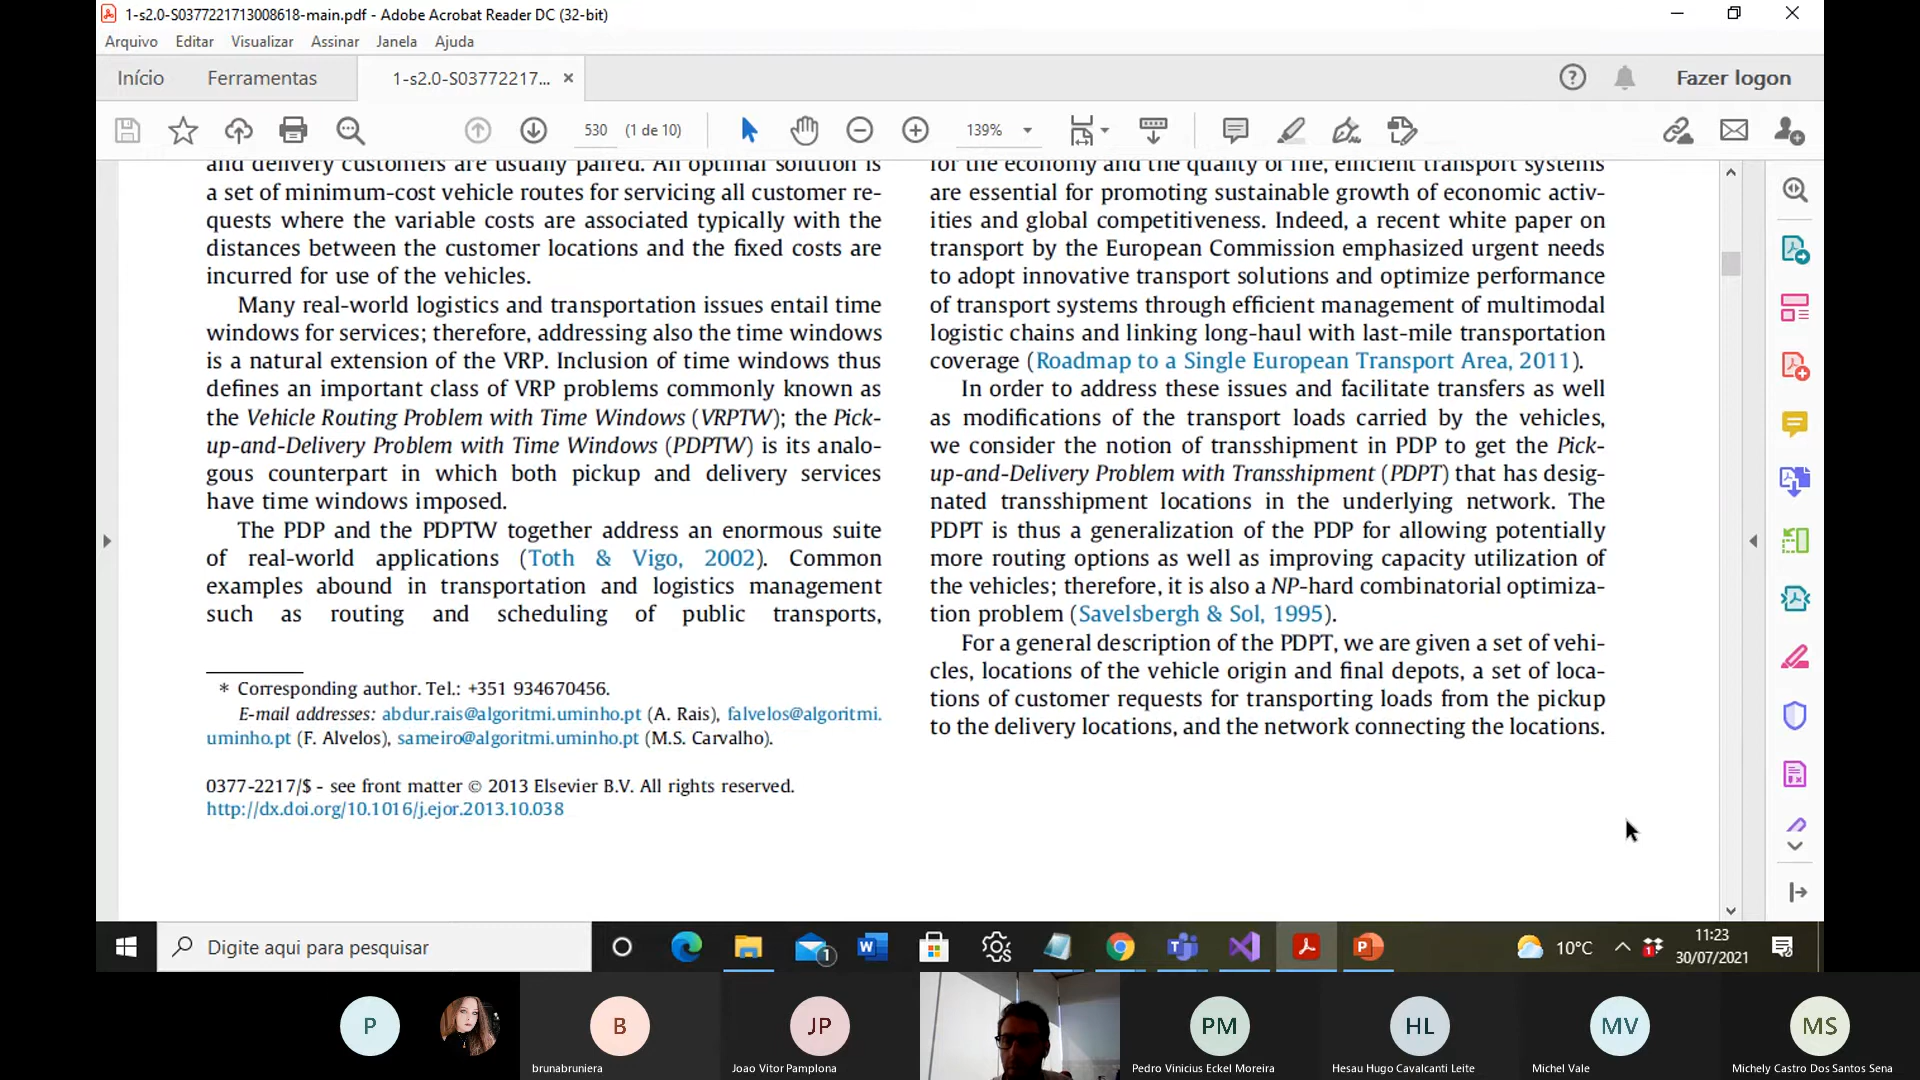 1-s2.0-S0377221713008618-main.pdf - Adobe Acrobat Reader DC (32-bit)
Arquivo Editar Visualizar Assinar Janela Ajuda
Início Ferramentas 1-s2.0-S03772217... × Fazer logon
530 (1 de 10) 139%
and delivery customers are usually paired. An optimal solution is
a set of minimum-cost vehicle routes for servicing all customer re-
quests where the variable costs are associated typically with the
distances between the customer locations and the fixed costs are
incurred for use of the vehicles.
Many real-world logistics and transportation issues entail time
windows for services; therefore, addressing also the time windows
is a natural extension of the VRP. Inclusion of time windows thus
defines an important class of VRP problems commonly known as
the Vehicle Routing Problem with Time Windows (VRPTW); the Pick-
up-and-Delivery Problem with Time Windows (PDPTW) is its analo-
gous counterpart in which both pickup and delivery services
have time windows imposed.
The PDP and the PDPTW together address an enormous suite
of real-world applications (Toth & Vigo, 2002). Common
examples abound in transportation and logistics management
such as routing and scheduling of public transports,
* Corresponding author. Tel.: +351 934670456.
E-mail addresses: abdur.rais@algoritmi.uminho.pt (A. Rais), falvelos@algoritmi.
uminho.pt (F. Alvelos), sameiro@algoritmi.uminho.pt (M.S. Carvalho).
0377-2217/$ - see front matter © 2013 Elsevier B.V. All rights reserved.
http://dx.doi.org/10.1016/j.ejor.2013.10.038
for the economy and the quality of life, efficient transport systems
are essential for promoting sustainable growth of economic activ-
ities and global competitiveness. Indeed, a recent white paper on
transport by the European Commission emphasized urgent needs
to adopt innovative transport solutions and optimize performance
of transport systems through efficient management of multimodal
logistic chains and linking long-haul with last-mile transportation
coverage (Roadmap to a Single European Transport Area, 2011).
In order to address these issues and facilitate transfers as well
as modifications of the transport loads carried by the vehicles,
we consider the notion of transshipment in PDP to get the Pick-
up-and-Delivery Problem with Transshipment (PDPT) that has desig-
nated transshipment locations in the underlying network. The
PDPT is thus a generalization of the PDP for allowing potentially
more routing options as well as improving capacity utilization of
the vehicles; therefore, it is also a NP-hard combinatorial optimiza-
tion problem (Savelsbergh & Sol, 1995).
For a general description of the PDPT, we are given a set of vehi-
cles, locations of the vehicle origin and final depots, a set of loca-
tions of customer requests for transporting loads from the pickup
to the delivery locations, and the network connecting the locations.
Digite aqui para pesquisar
1
10°C
1
11:23
30/07/2021
P B JP PM HL MV MS
brunabruniera Joao Vitor Pamplona Pedro Vinicius Eckel Moreira Hesau Hugo Cavalcanti Leite Michel Vale Michely Castro Dos Santos Sena